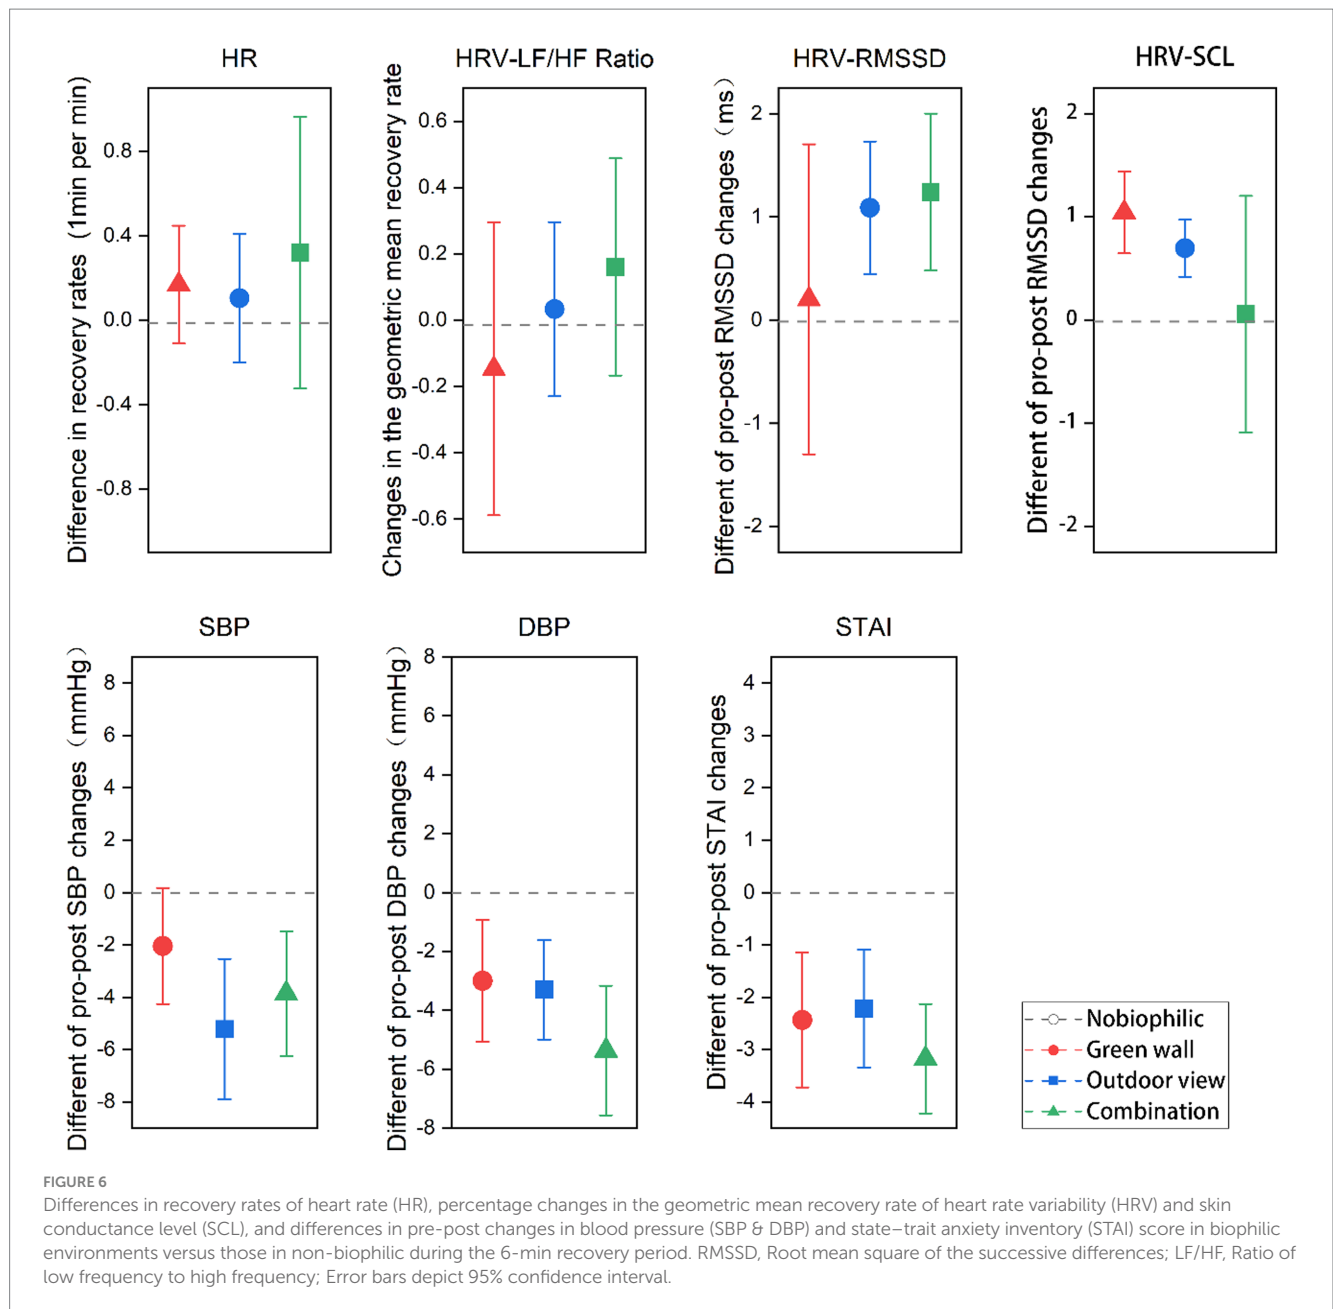 HR
Difference in recovery rates (1min per min)
0.8
0.4
0.0
-0.4
-0.8
HRV-LF/HF Ratio
Changes in the geometric mean recovery rate
0.6
0.4
0.2
0.0
-0.2
-0.4
-0.6
HRV-RMSSD
Different of pro-post RMSSD changes (ms)
2
1
0
-1
-2
HRV-SCL
Different of pro-post RMSSD changes
2
1
0
-1
-2
SBP
Different of pro-post SBP changes (mmHg)
8
6
4
2
0
-2
-4
-6
-8
DBP
Different of pro-post DBP changes (mmHg)
8
6
4
2
0
-2
-4
-6
-8
STAI
Different of pro-post STAI changes
4
3
2
1
0
-1
-2
-3
-4
Nobiophilic
Green wall
Outdoor view
Combination
FIGURE 6
Differences in recovery rates of heart rate (HR), percentage changes in the geometric mean recovery rate of heart rate variability (HRV) and skin
conductance level (SCL), and differences in pre-post changes in blood pressure (SBP & DBP) and state–trait anxiety inventory (STAI) score in biophilic
environments versus those in non-biophilic during the 6-min recovery period. RMSSD, Root mean square of the successive differences; LF/HF, Ratio of
low frequency to high frequency; Error bars depict 95% confidence interval.